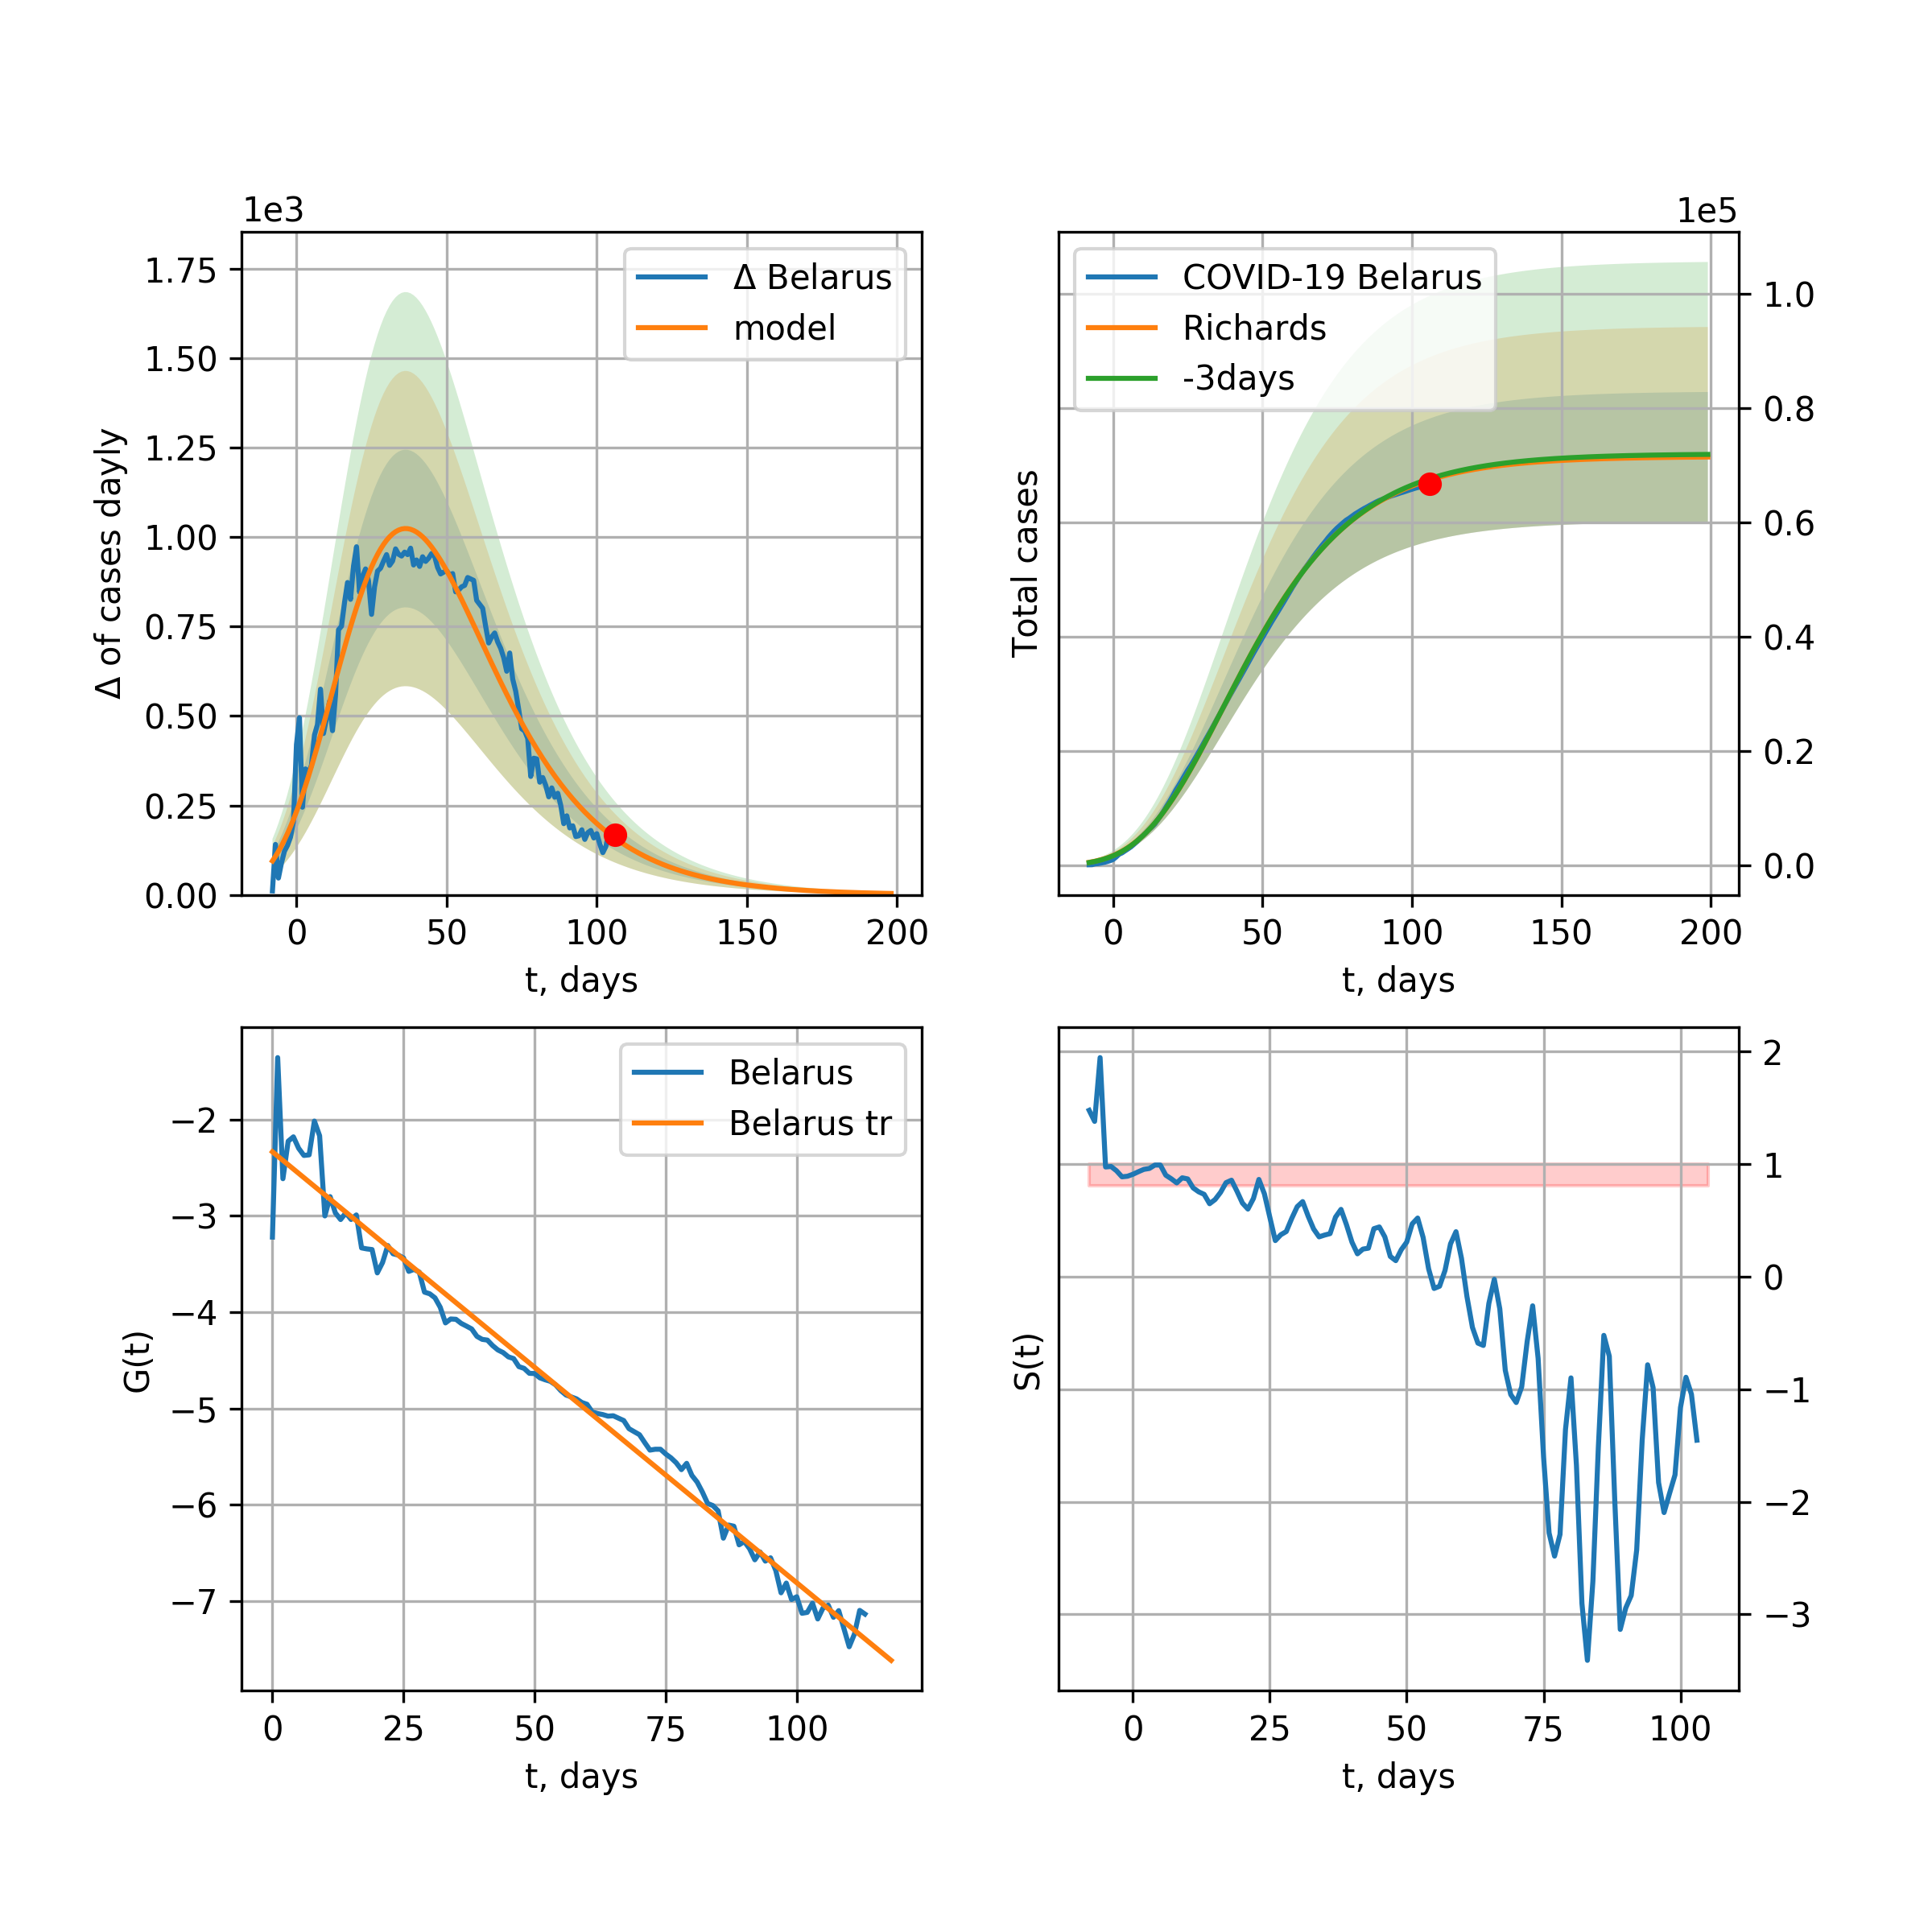 1e3
Δ of cases dayly
1.75
1.50
1.25
1.00
0.75
0.50
0.25
0.00
Δ Belarus
model
0 50 100 150 200
t, days
1e5
Total cases
COVID-19 Belarus
Richards
-3days
1.0
0.8
0.6
0.4
0.2
0.0
0 50 100 150 200
t, days
G(t)
−2
−3
−4
−5
−6
−7
Belarus
Belarus tr
0 25 50 75 100
t, days
S(t)
2
1
0
−1
−2
−3
0 25 50 75 100
t, days